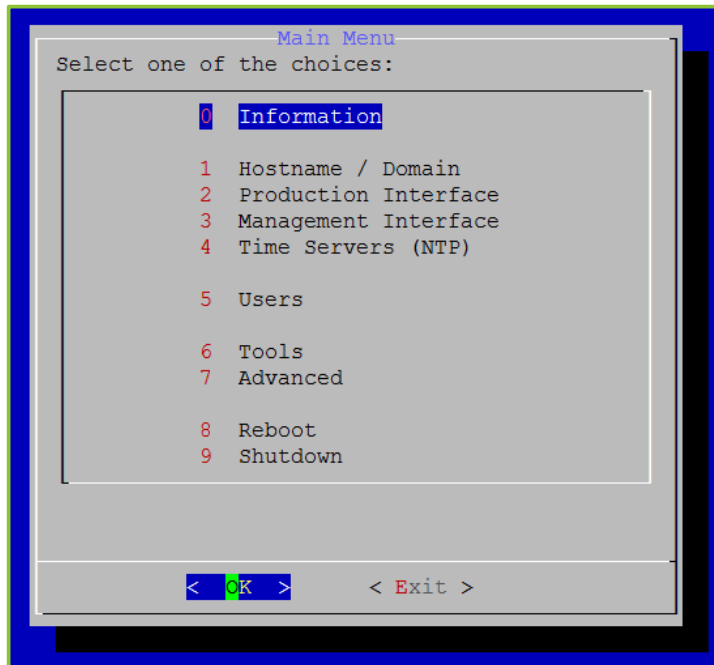 Main Menu
Select one of the choices:
0 Information
1 Hostname / Domain
2 Production Interface
3 Management Interface
4 Time Servers (NTP)
5 Users
6 Tools
7 Advanced
8 Reboot
9 Shutdown
< OK > < Exit >